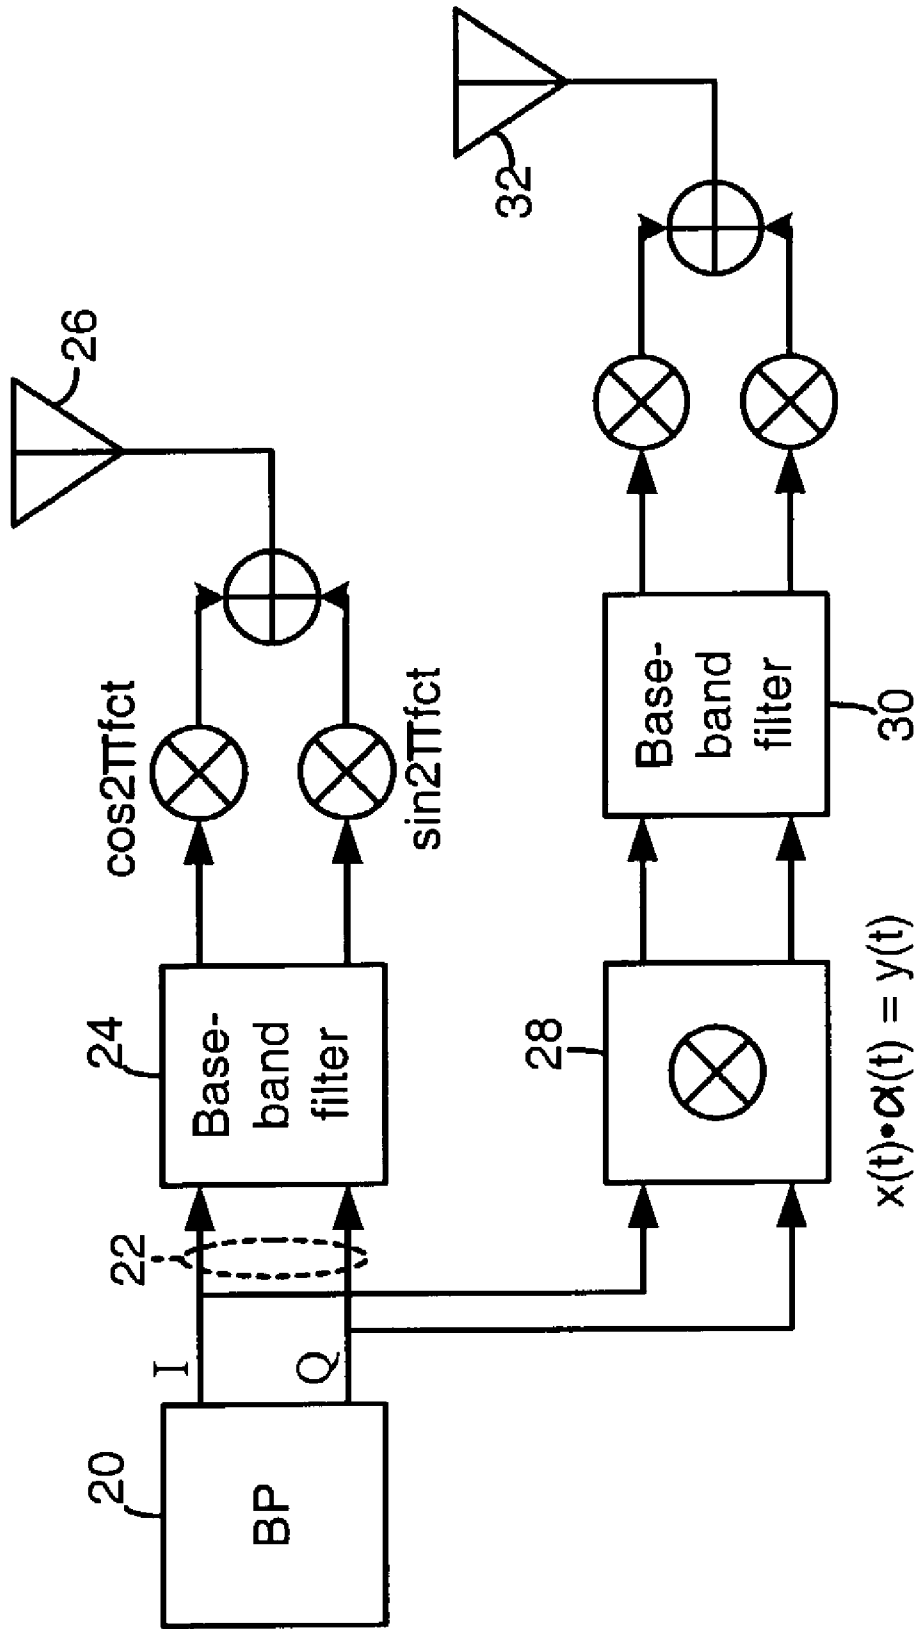 26
32
cos2πfct
sin2πfct
24
Base-
band
filter
22
I
Q
20
BP
28
Base-
band
filter
30
x(t)•α(t) = y(t)